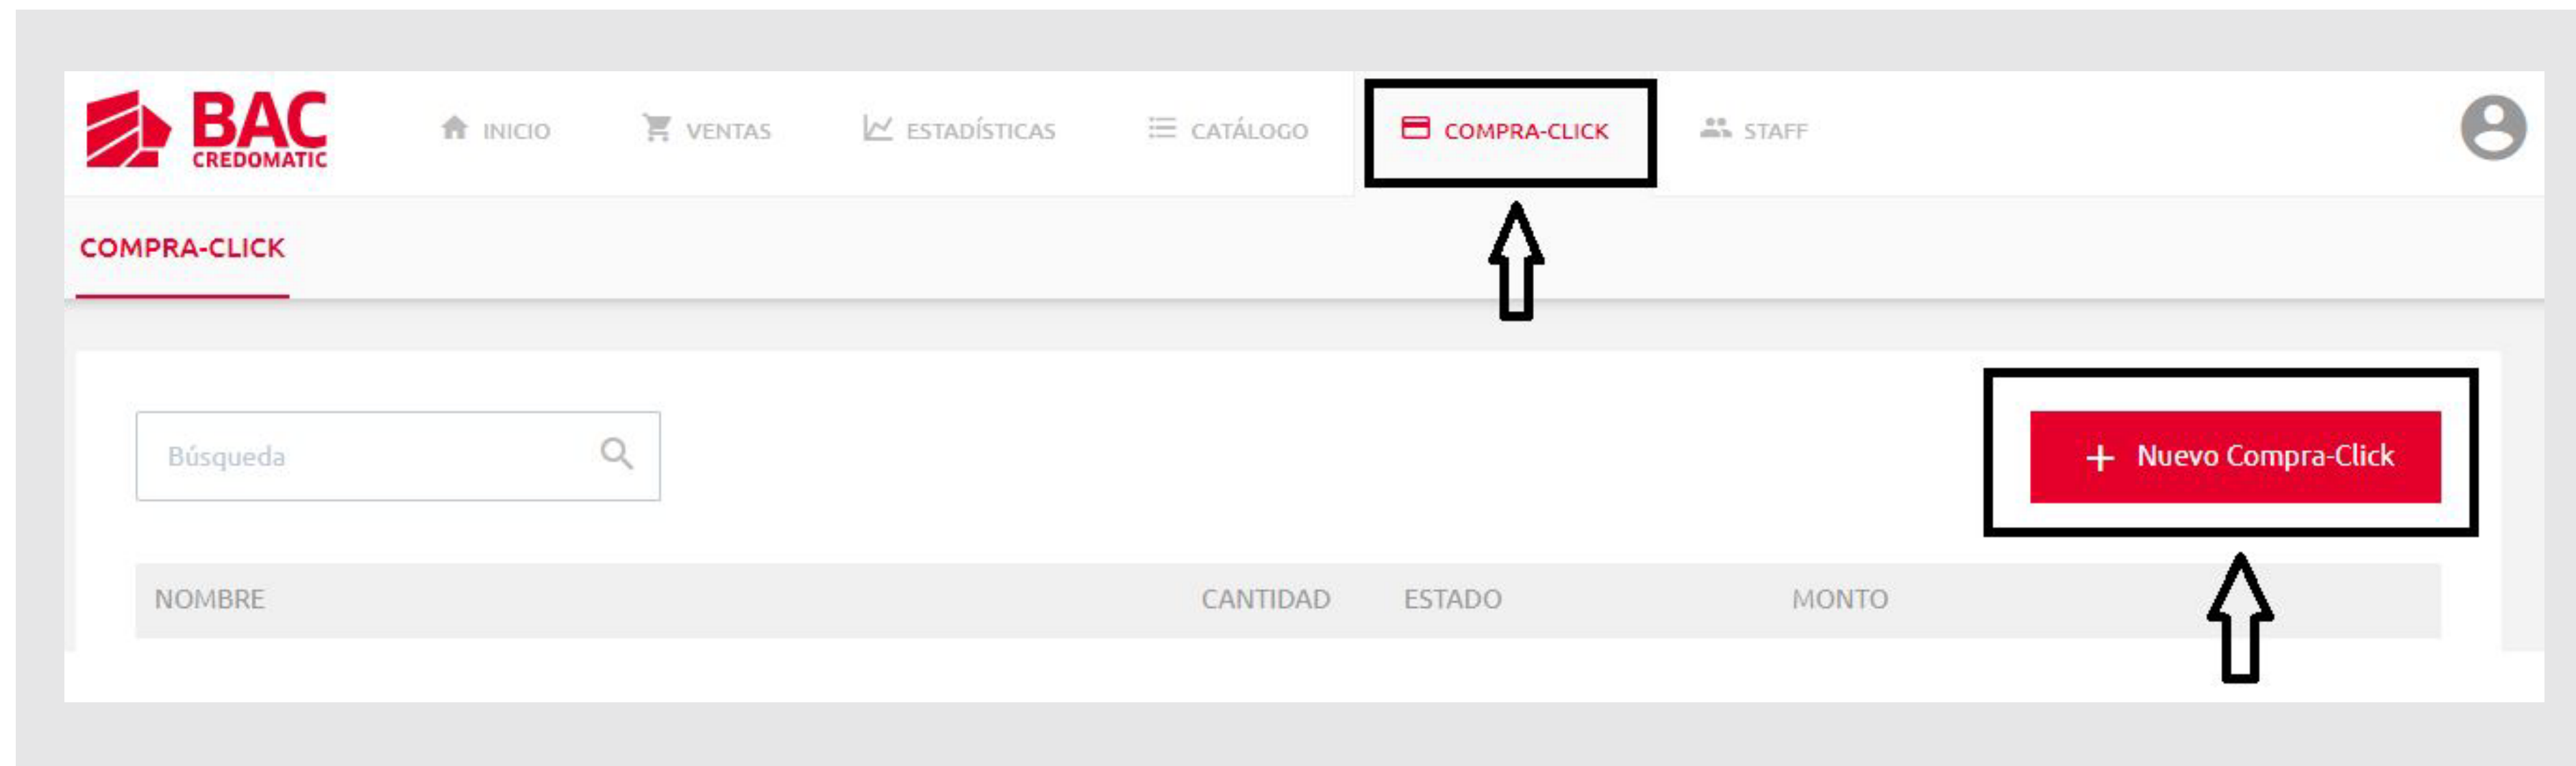 BAC
CREDOMATIC
INICIO
VENTAS
ESTADÍSTICAS
CATÁLOGO
COMPRA-CLICK
STAFF
COMPRA-CLICK
Búsqueda
+ Nuevo Compra-Click
NOMBRE
CANTIDAD
ESTADO
MONTO